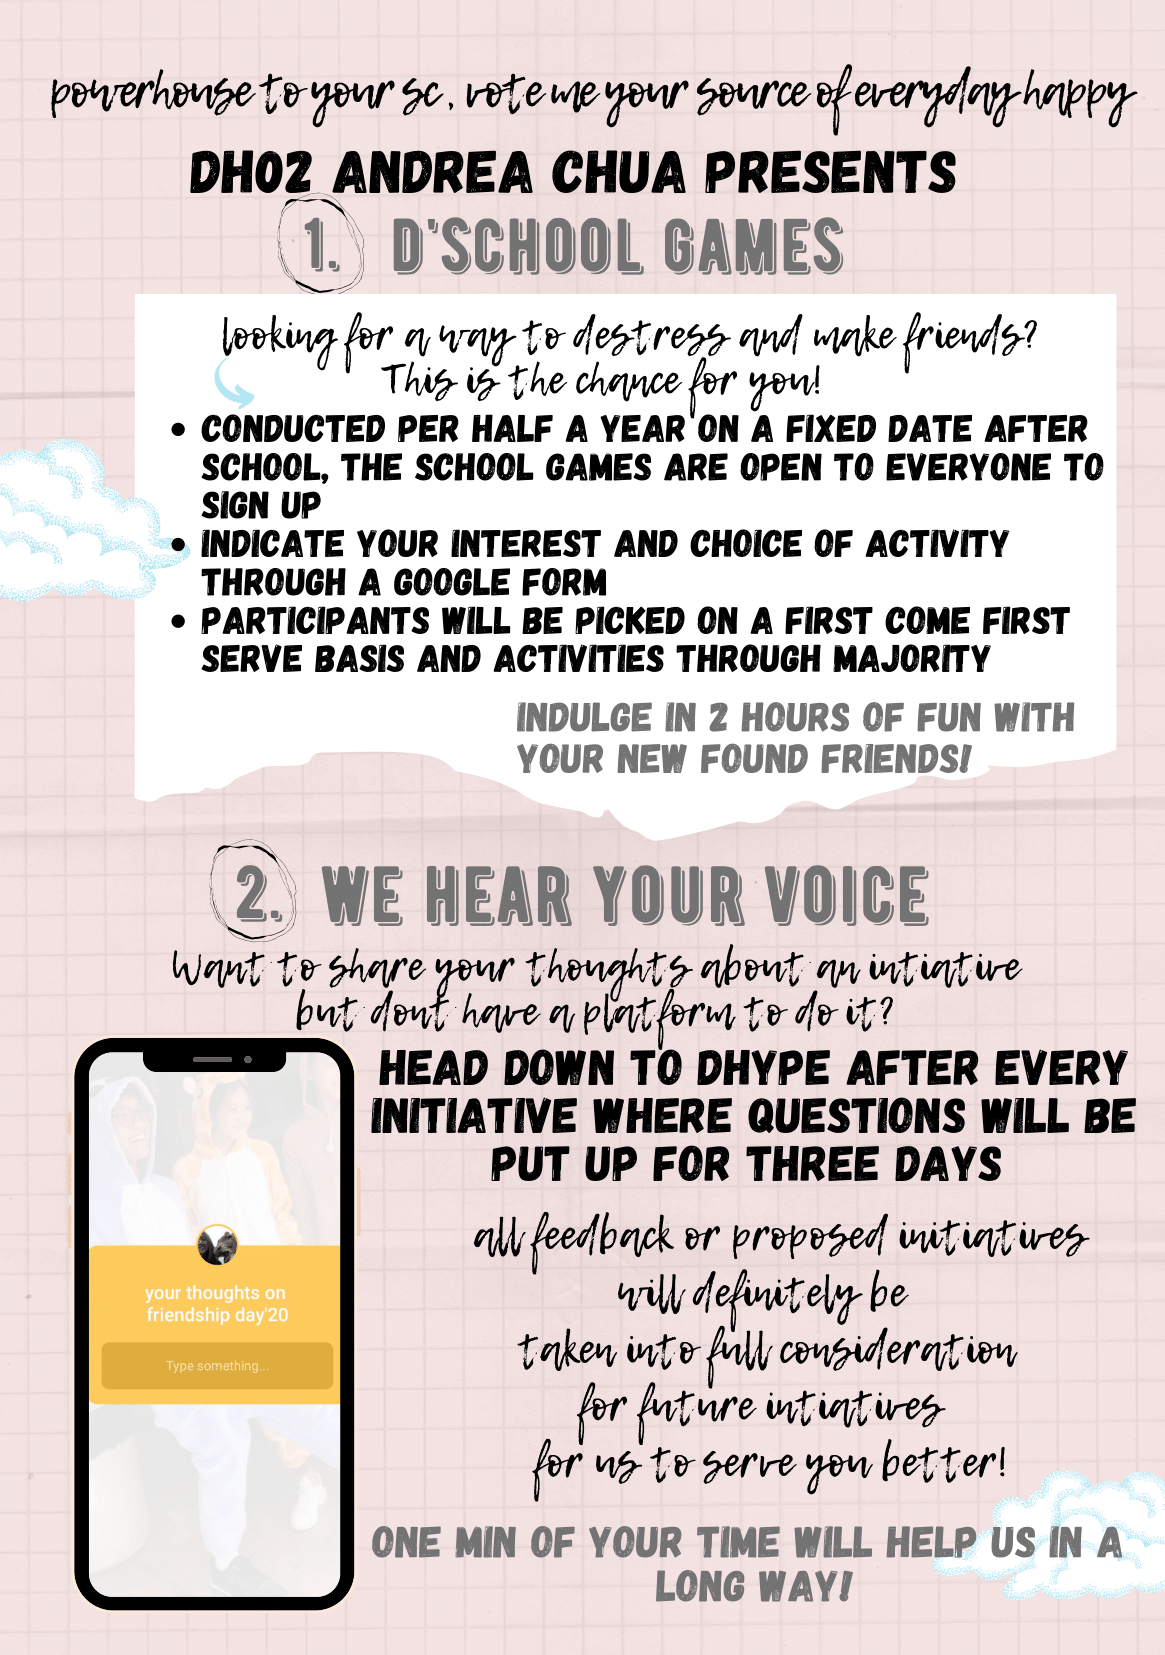 powerhouse to your sc, vote me your source of everyday happy
DH02 ANDREA CHUA PRESENTS
1. D'SCHOOL GAMES
looking for a way to destress and make friends?
This is the chance for you!
• CONDUCTED PER HALF A YEAR ON A FIXED DATE AFTER
SCHOOL, THE SCHOOL GAMES ARE OPEN TO EVERYONE TO
SIGN UP
• INDICATE YOUR INTEREST AND CHOICE OF ACTIVITY
THROUGH A GOOGLE FORM
• PARTICIPANTS WILL BE PICKED ON A FIRST COME FIRST
SERVE BASIS AND ACTIVITIES THROUGH MAJORITY
INDULGE IN 2 HOURS OF FUN WITH
YOUR NEW FOUND FRIENDS!
2. WE HEAR YOUR VOICE
Want to share your thoughts about an intiative
but dont have a platform to do it?
HEAD DOWN TO DHYPE AFTER EVERY
INITIATIVE WHERE QUESTIONS WILL BE
PUT UP FOR THREE DAYS
your thoughts on
friendship day'20
Type something...
all feedback or proposed initiatives
will definitely be
taken into full consideration
for future intiatives
for us to serve you better!
ONE MIN OF YOUR TIME WILL HELP US IN A
LONG WAY!